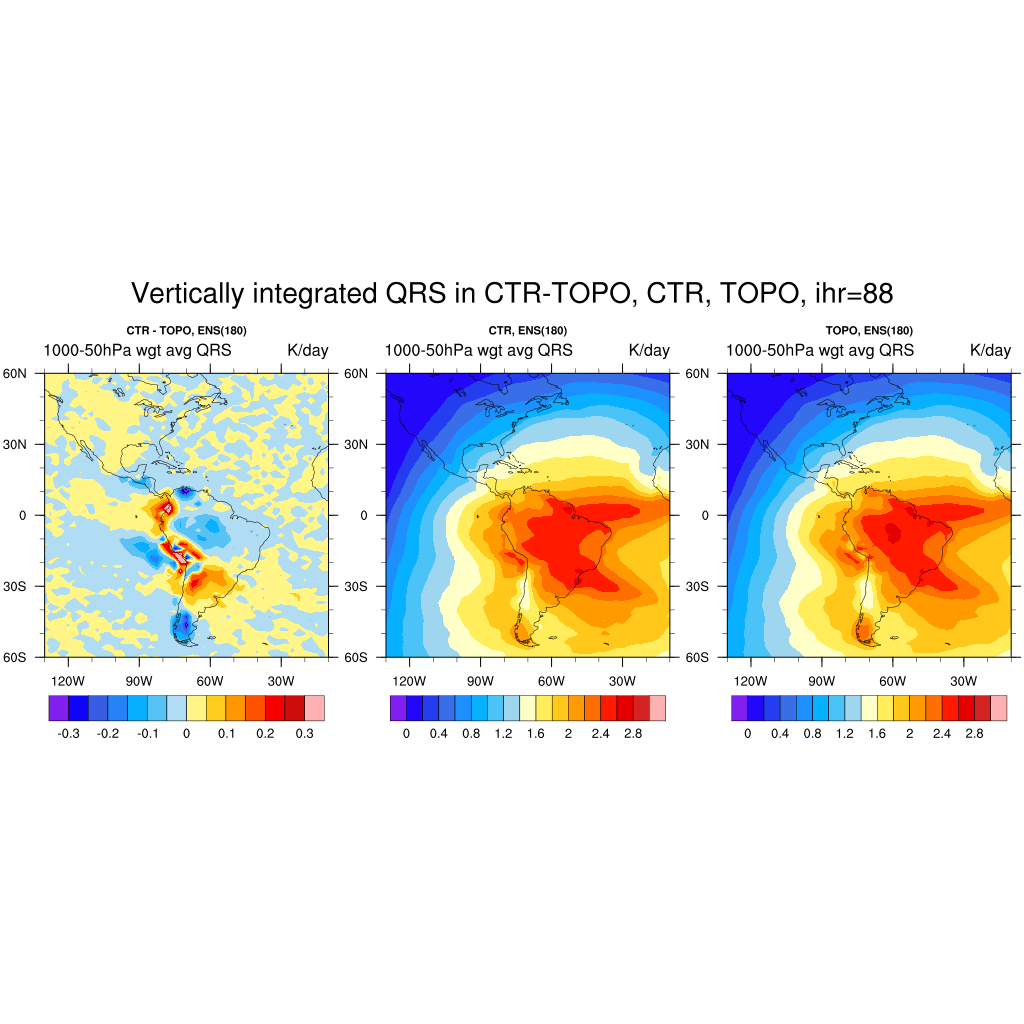 Vertically integrated QRS in CTR-TOPO, CTR, TOPO, ihr=88
CTR - TOPO, ENS(180)
1000-50hPa wgt avg QRS K/day
60N
30N
0
30S
60S
120W 90W 60W 30W
-0.3 -0.2 -0.1 0 0.1 0.2 0.3
CTR, ENS(180)
1000-50hPa wgt avg QRS K/day
60N
30N
0
30S
60S
120W 90W 60W 30W
0 0.4 0.8 1.2 1.6 2 2.4 2.8
TOPO, ENS(180)
1000-50hPa wgt avg QRS K/day
60N
30N
0
30S
60S
120W 90W 60W 30W
0 0.4 0.8 1.2 1.6 2 2.4 2.8